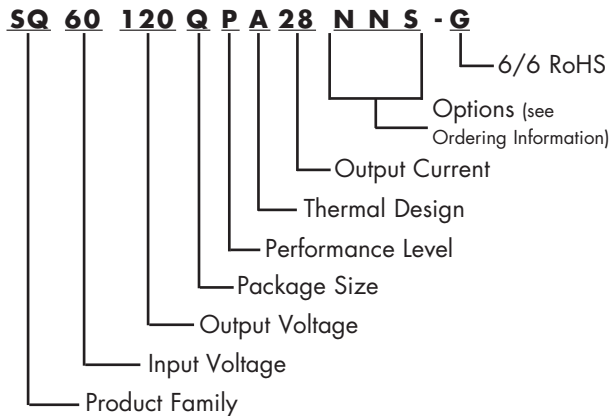 SQ 60 120 Q P A 28 N N S - G
6/6 RoHS
Options (see
Ordering Information)
Output Current
Thermal Design
Performance Level
Package Size
Output Voltage
Input Voltage
Product Family